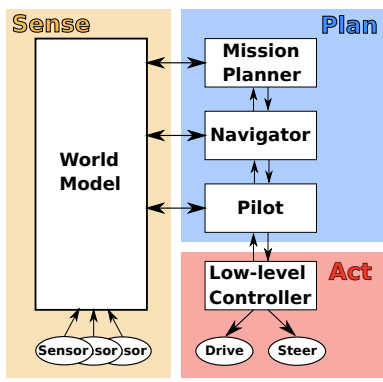 Sense
Plan
Mission
Planner
Navigator
World
Model
Pilot
Act
Low-level
Controller
Sensor
sor
sor
Drive
Steer